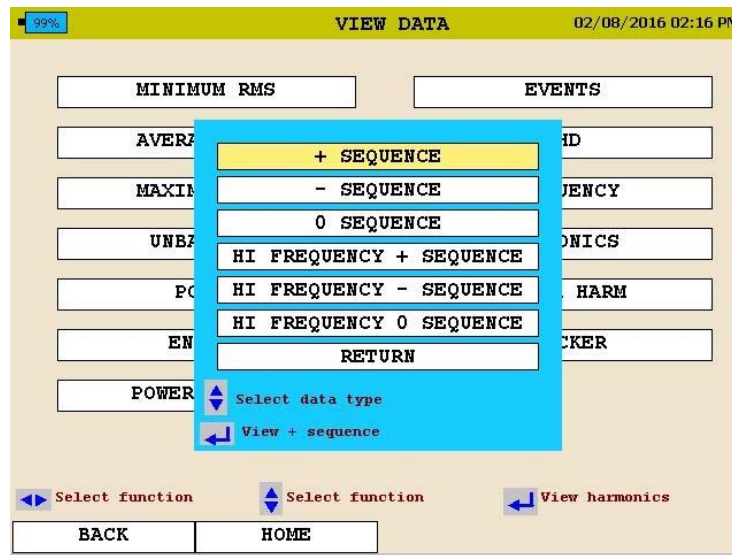 99% VIEW DATA 02/08/2016 02:16 PM
MINIMUM RMS EVENTS
+ SEQUENCE
- SEQUENCE
0 SEQUENCE
HI FREQUENCY + SEQUENCE
HI FREQUENCY - SEQUENCE
HI FREQUENCY 0 SEQUENCE
RETURN
POWER
Select data type
View + sequence
Select function Select function View harmonics
BACK HOME